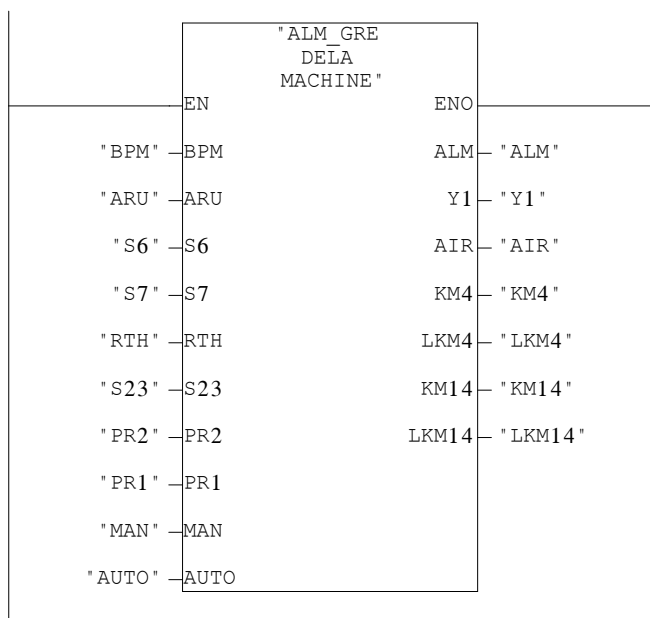 "ALM_GRE
DELA
MACHINE"
EN ENO
"BPM" BPM ALM "ALM"
"ARU" ARU Y1 "Y1"
"S6" S6 AIR "AIR"
"S7" S7 KM4 "KM4"
"RTH" RTH LKM4 "LKM4"
"S23" S23 KM14 "KM14"
"PR2" PR2 LKM14 "LKM14"
"PR1" PR1
"MAN" MAN
"AUTO" AUTO